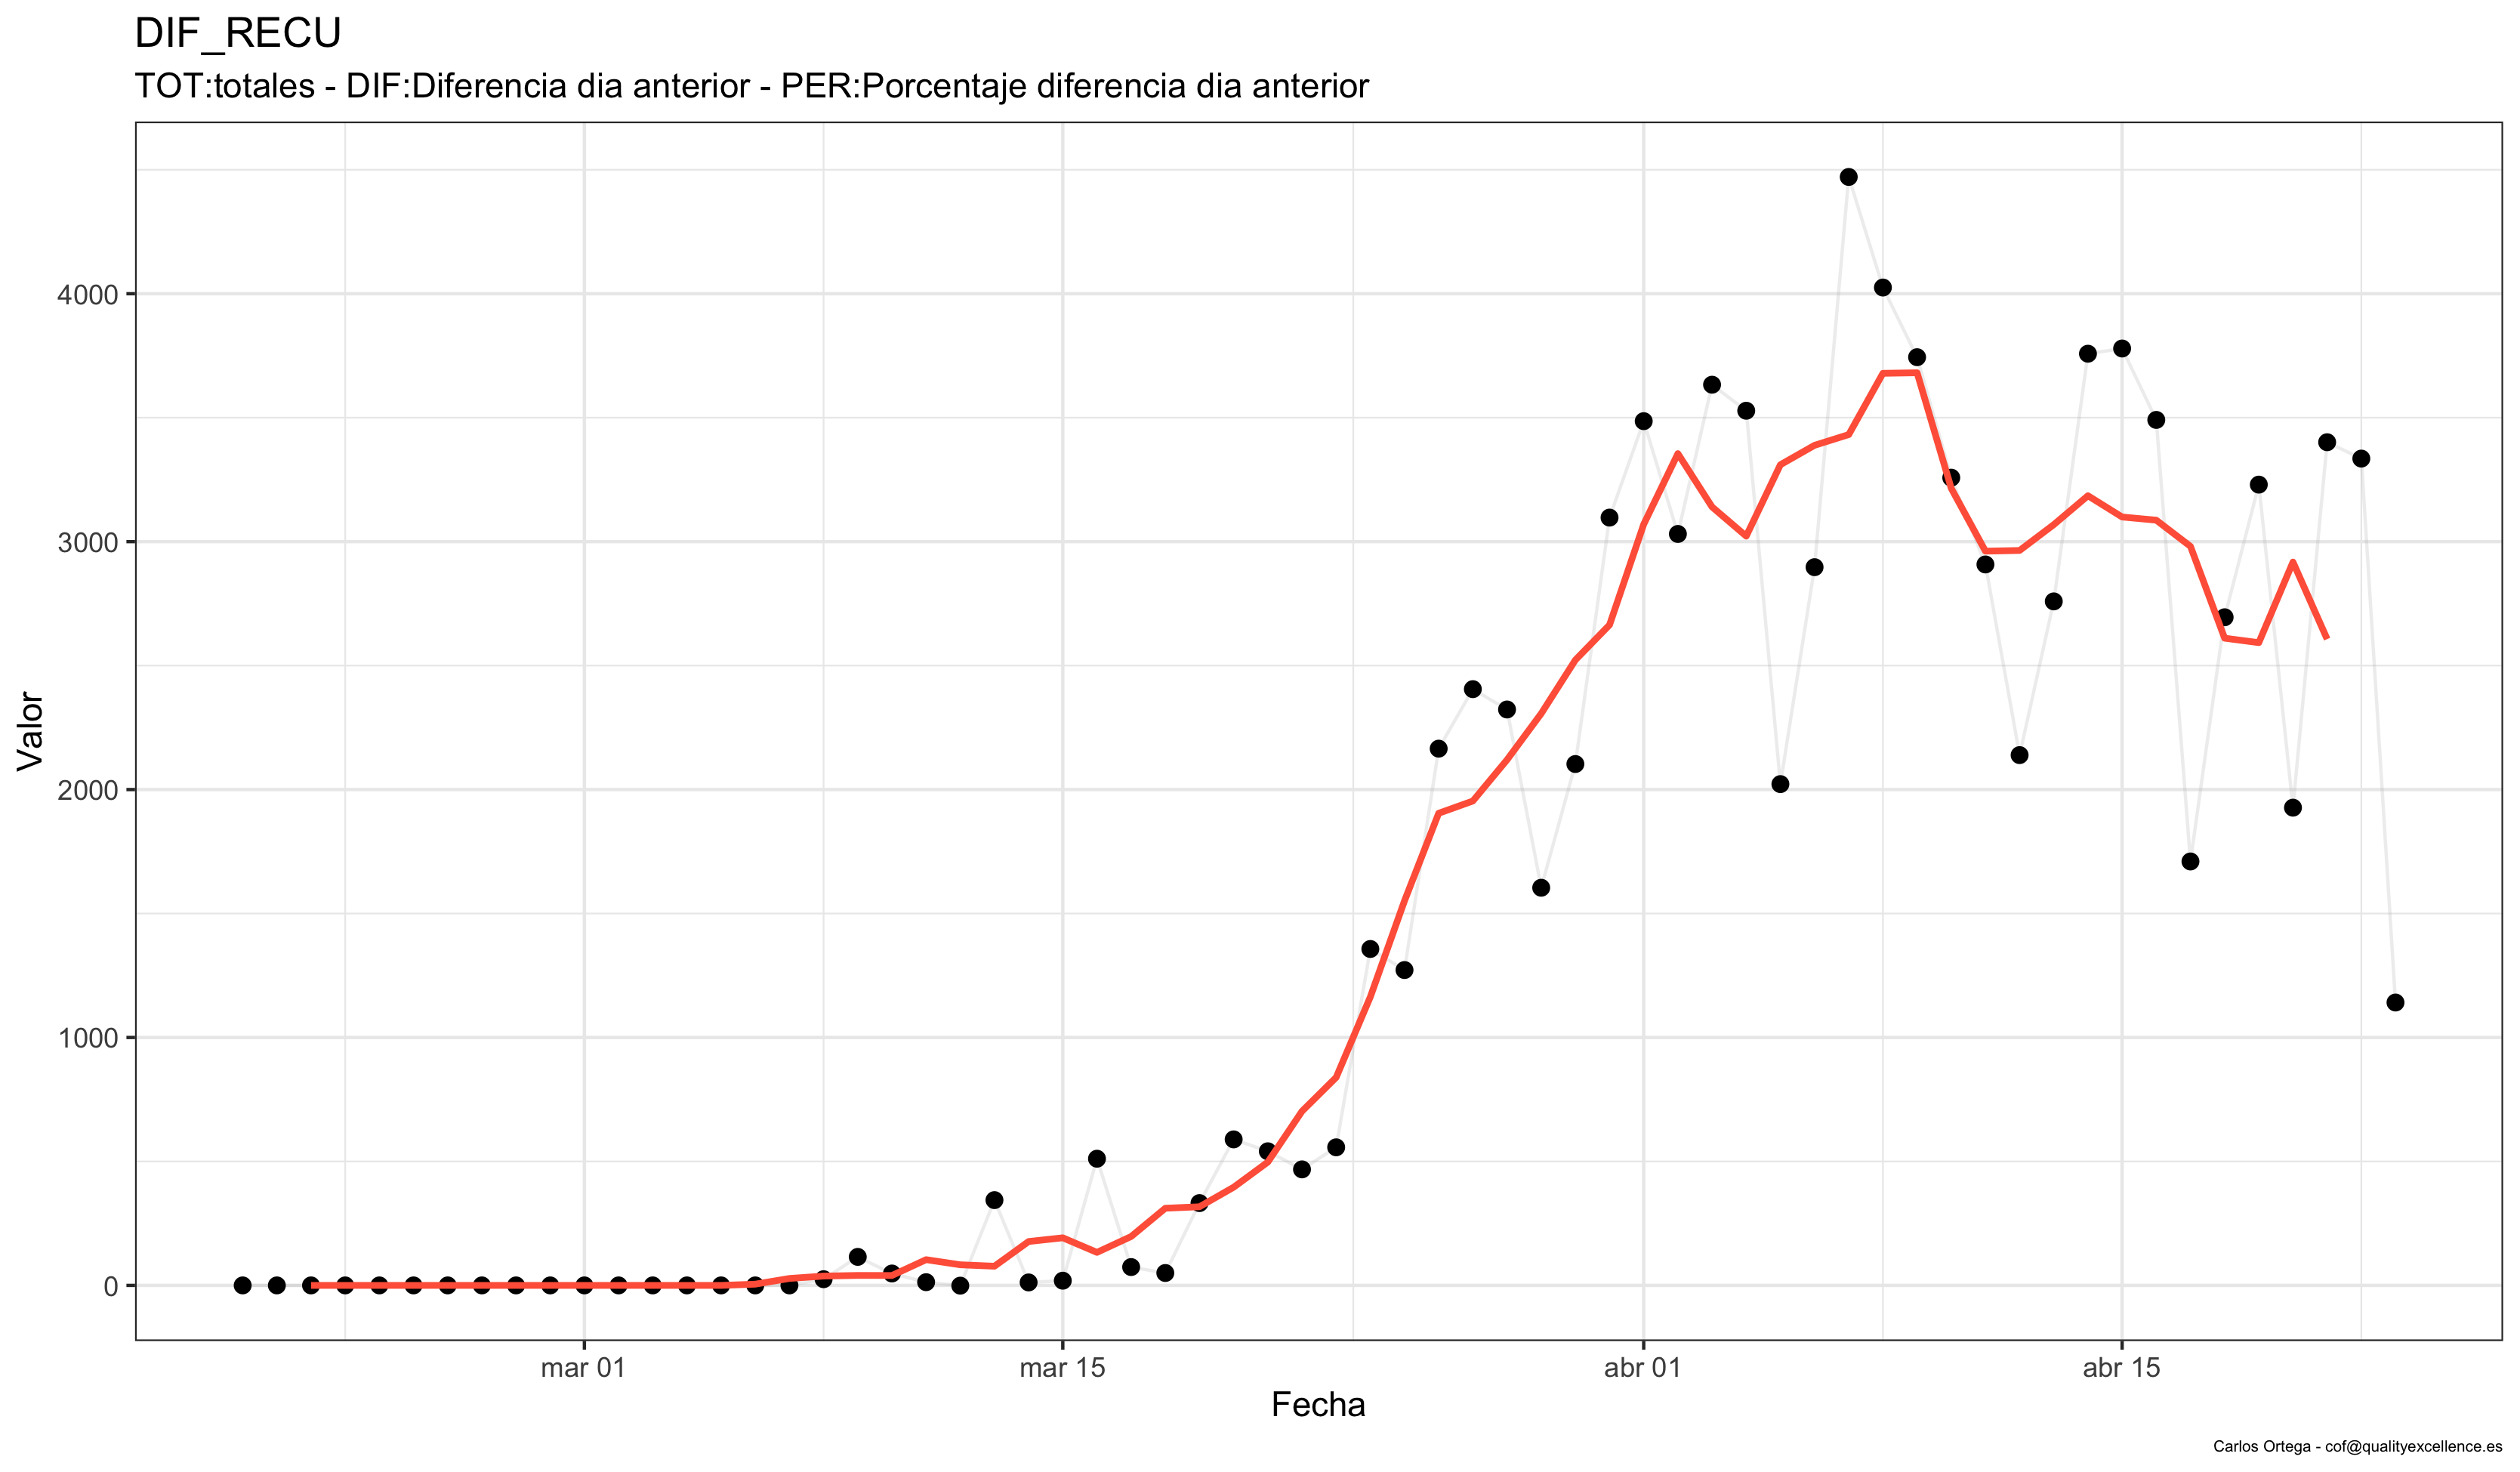 DIF_RECU
TOT:totales - DIF:Diferencia dia anterior - PER:Porcentaje diferencia dia anterior
4000
3000
2000
1000
0
Valor
mar 01 mar 15 abr 01 abr 15
Fecha
Carlos Ortega - cof@qualityexcellence.es